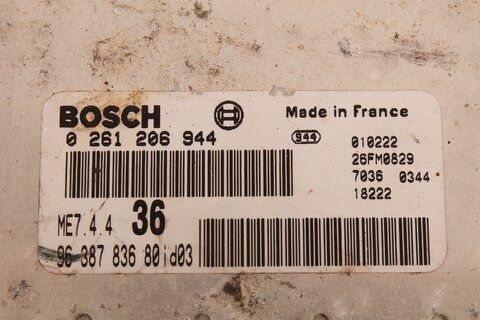 BOSCH
Made in France
0 261 206 944
944
010222
26FM0829
7036 0344
18222
ME7.4.4 36
96 387 836 80 id03